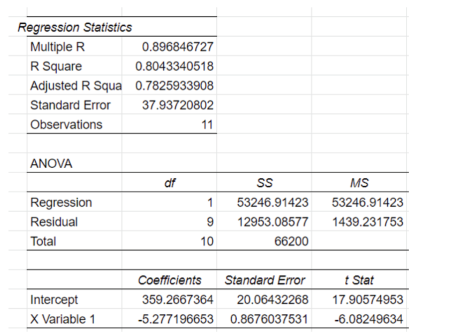 Regression Statistics
Multiple R 0.896846727
R Square 0.8043340518
Adjusted R Squa 0.7825933908
Standard Error 37.93720802
Observations 11
ANOVA
df SS MS
Regression 1 53246.91423 53246.91423
Residual 9 12953.08577 1439.231753
Total 10 66200
Coefficients Standard Error t Stat
Intercept 359.2667364 20.06432268 17.90574953
X Variable 1 -5.277196653 0.8676037531 -6.08249634